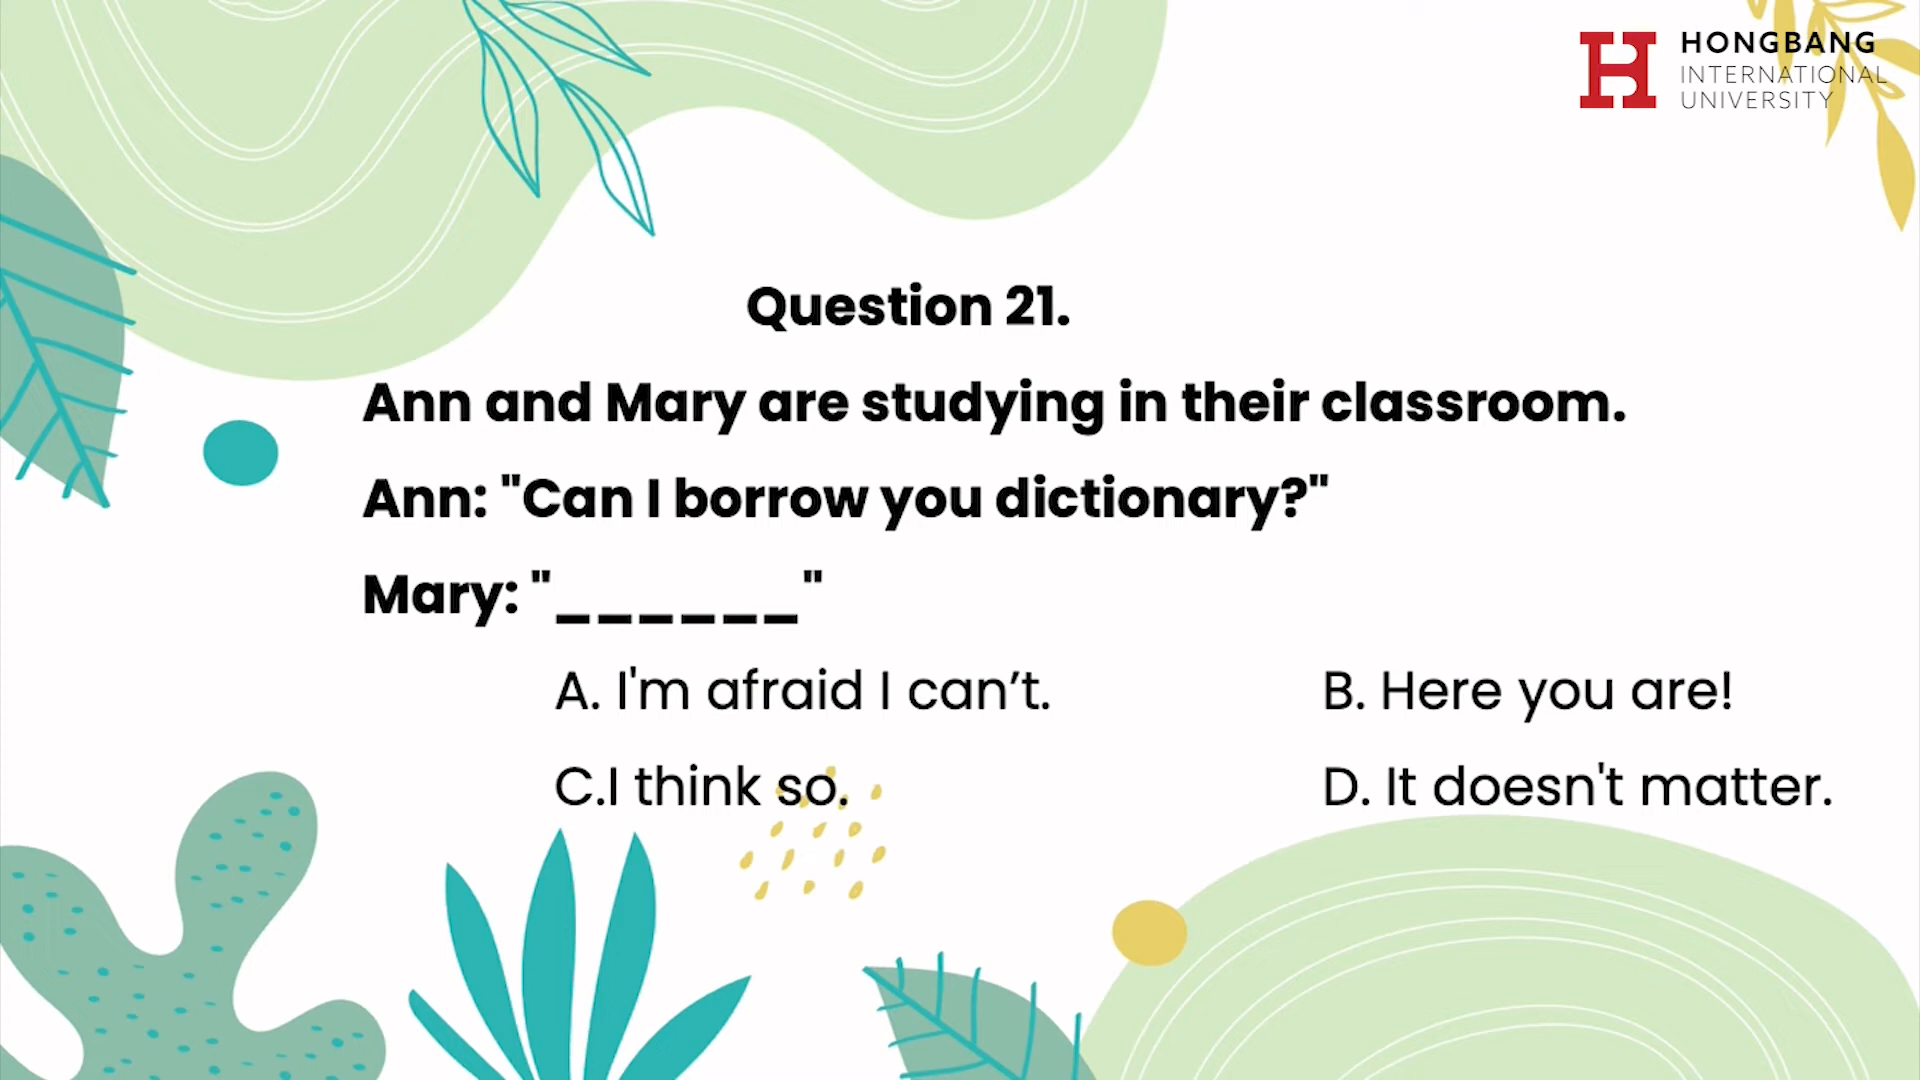 HONGBANG
INTERNATIONAL
UNIVERSITY
Question 21.
Ann and Mary are studying in their classroom.
Ann: "Can I borrow you dictionary?"
Mary: "______"
A. I'm afraid I can’t.
B. Here you are!
C.I think so.
D. It doesn't matter.